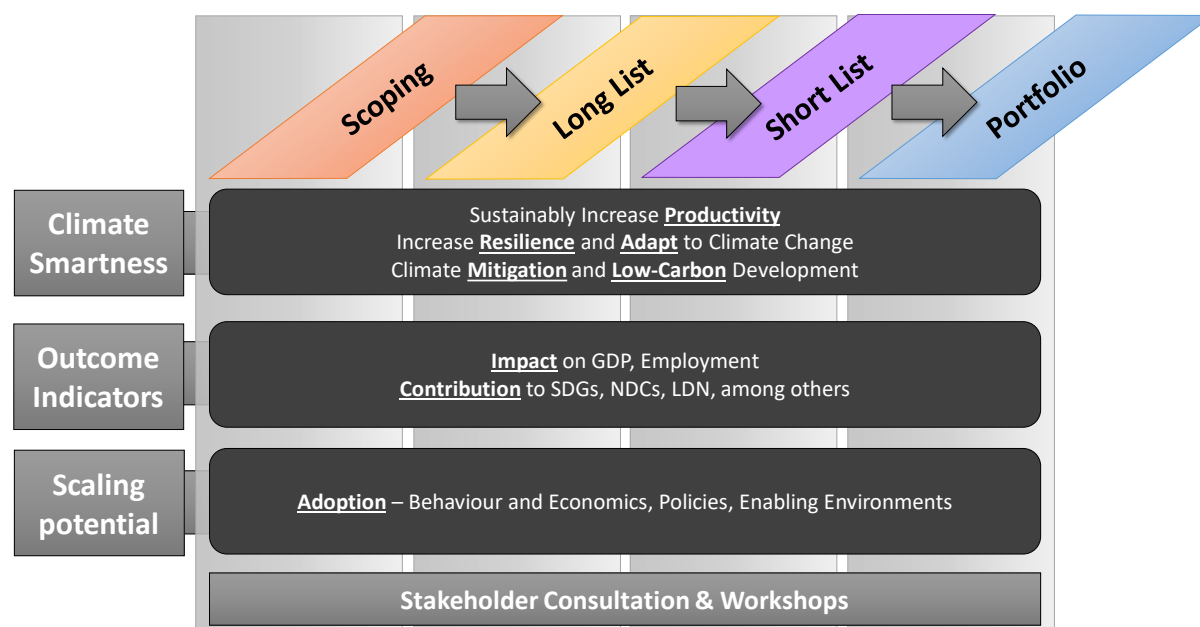 Scoping
Long List
Short List
Portfolio
Climate
Smartness
Sustainably Increase Productivity
Increase Resilience and Adapt to Climate Change
Climate Mitigation and Low-Carbon Development
Outcome
Indicators
Impact on GDP, Employment
Contribution to SDGs, NDCs, LDN, among others
Scaling
potential
Adoption – Behaviour and Economics, Policies, Enabling Environments
Stakeholder Consultation & Workshops